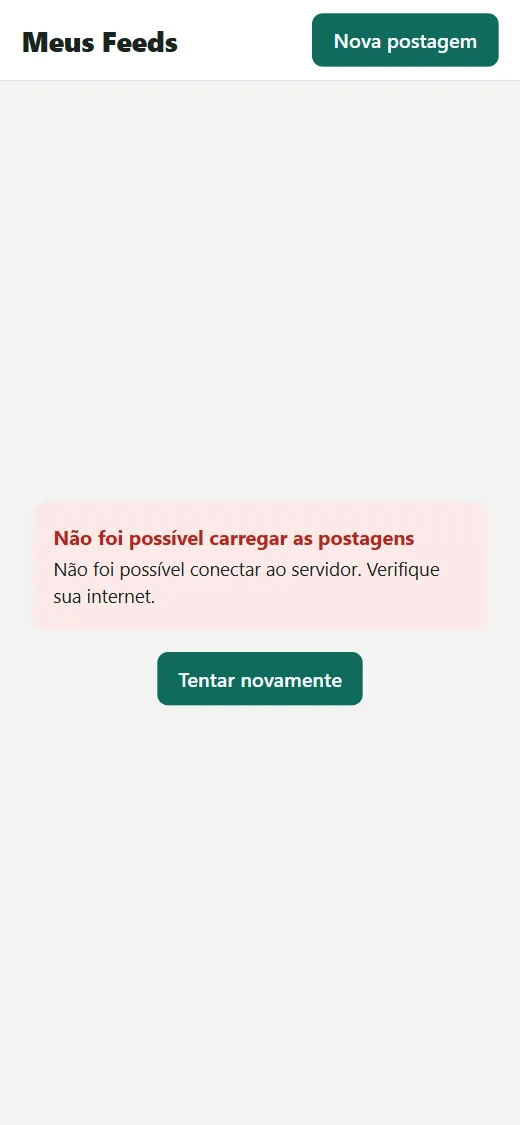 Meus Feeds
Nova postagem
Não foi possível carregar as postagens
Não foi possível conectar ao servidor. Verifique
sua internet.
Tentar novamente